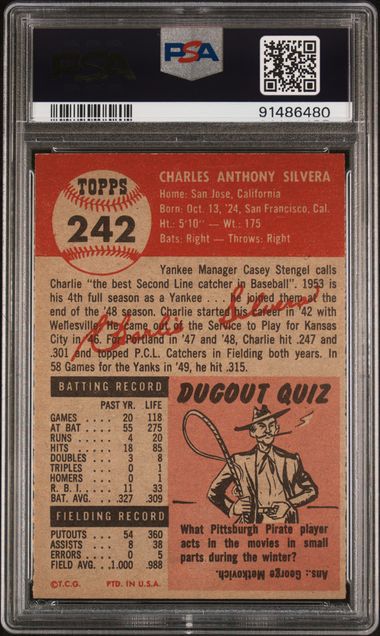 PSA
PSA
91486480
TOPPS
242
CHARLES ANTHONY SILVERA
Home: San Jose, California
Born: Oct. 13, '24, San Francisco, Cal.
Ht.: 5'10" - Wt.: 175
Bats: Right • Throws: Right
Yankee Manager Casey Stengel calls
Charlie "the best Second Line catcher in Baseball". 1953 is
his 4th full season as a Yankee . . . He joined them at the
end of the '48 season. Charlie started his career in '42 with
Wellesville & came out of the Service to Play for Kansas
City in '46. For Portland in '47 and '48, Charlie hit .247 and
.301 and topped P.C.L. Catchers in Fielding both years. In
58 Games for the Yanks in '49, he hit .315.
Charlie Silvera
BATTING RECORD
PAST YR. LIFE
GAMES 20 118
AT BAT 55 275
RUNS 4 20
HITS 18 85
DOUBLES 3 8
TRIPLES 0 1
HOMERS 0 1
R. B. I. 11 33
BAT. AVG. .327 .309
FIELDING RECORD
PUTOUTS 54 360
ASSISTS 8 38
ERRORS 0 5
FIELD AVG. 1.000 .988
©T.C.G. PTD. IN U.S.A.
DUGOUT QUIZ
What Pittsburgh Pirate player
acts in the movies in small
parts during the winter?
Ans.: George Metkovich.